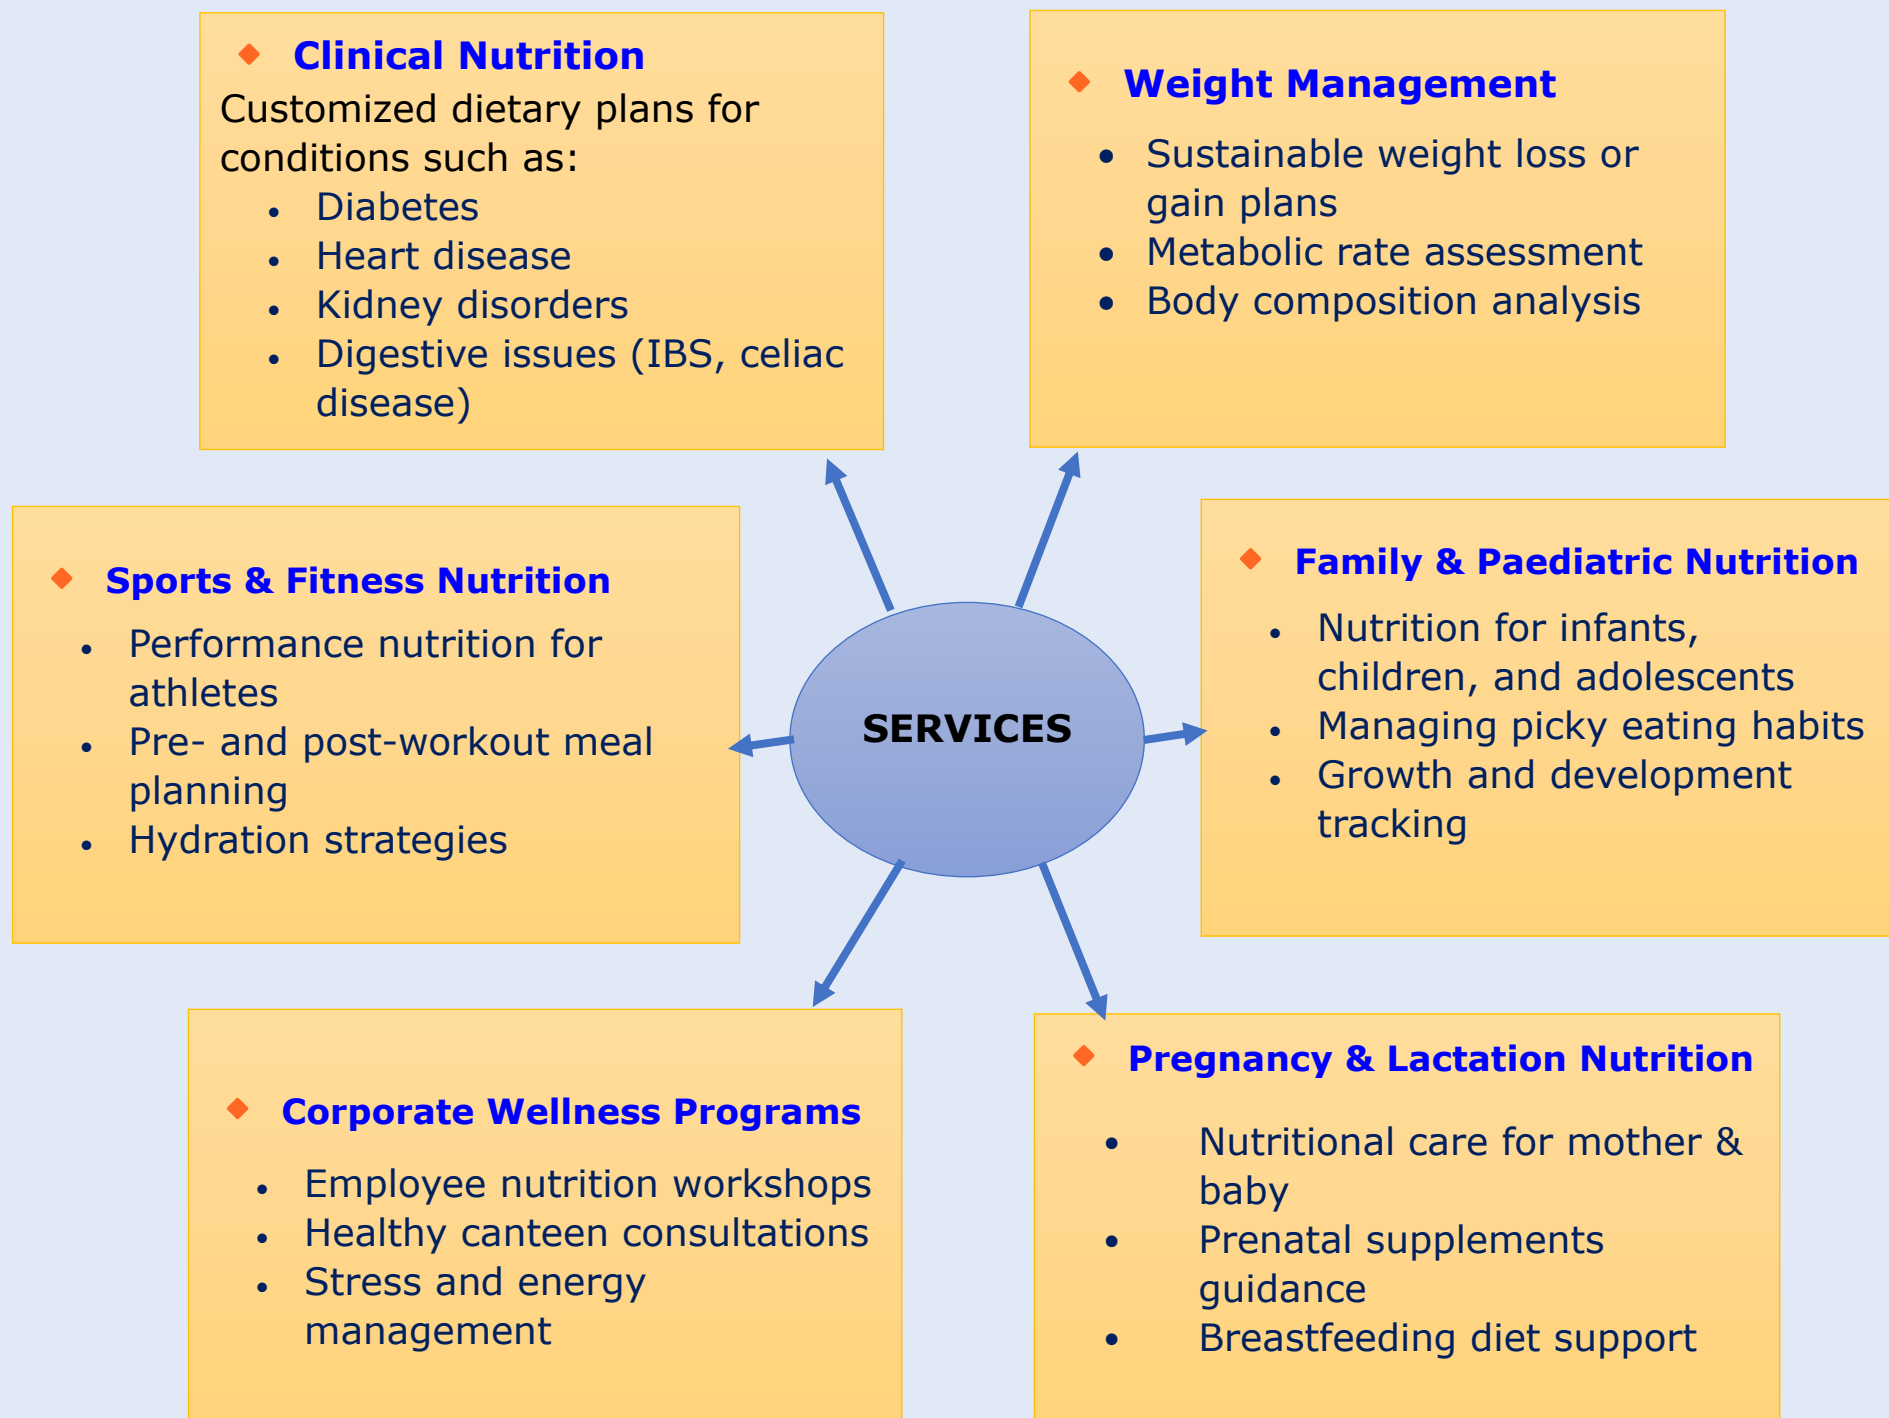 ◆ Clinical Nutrition
Customized dietary plans for
conditions such as:
• Diabetes
• Heart disease
• Kidney disorders
• Digestive issues (IBS, celiac
disease)
◆ Weight Management
• Sustainable weight loss or
gain plans
• Metabolic rate assessment
• Body composition analysis
◆ Sports & Fitness Nutrition
• Performance nutrition for
athletes
• Pre- and post-workout meal
planning
• Hydration strategies
SERVICES
◆ Family & Paediatric Nutrition
• Nutrition for infants,
children, and adolescents
• Managing picky eating habits
• Growth and development
tracking
◆ Corporate Wellness Programs
• Employee nutrition workshops
• Healthy canteen consultations
• Stress and energy
management
◆ Pregnancy & Lactation Nutrition
• Nutritional care for mother &
baby
• Prenatal supplements
guidance
• Breastfeeding diet support